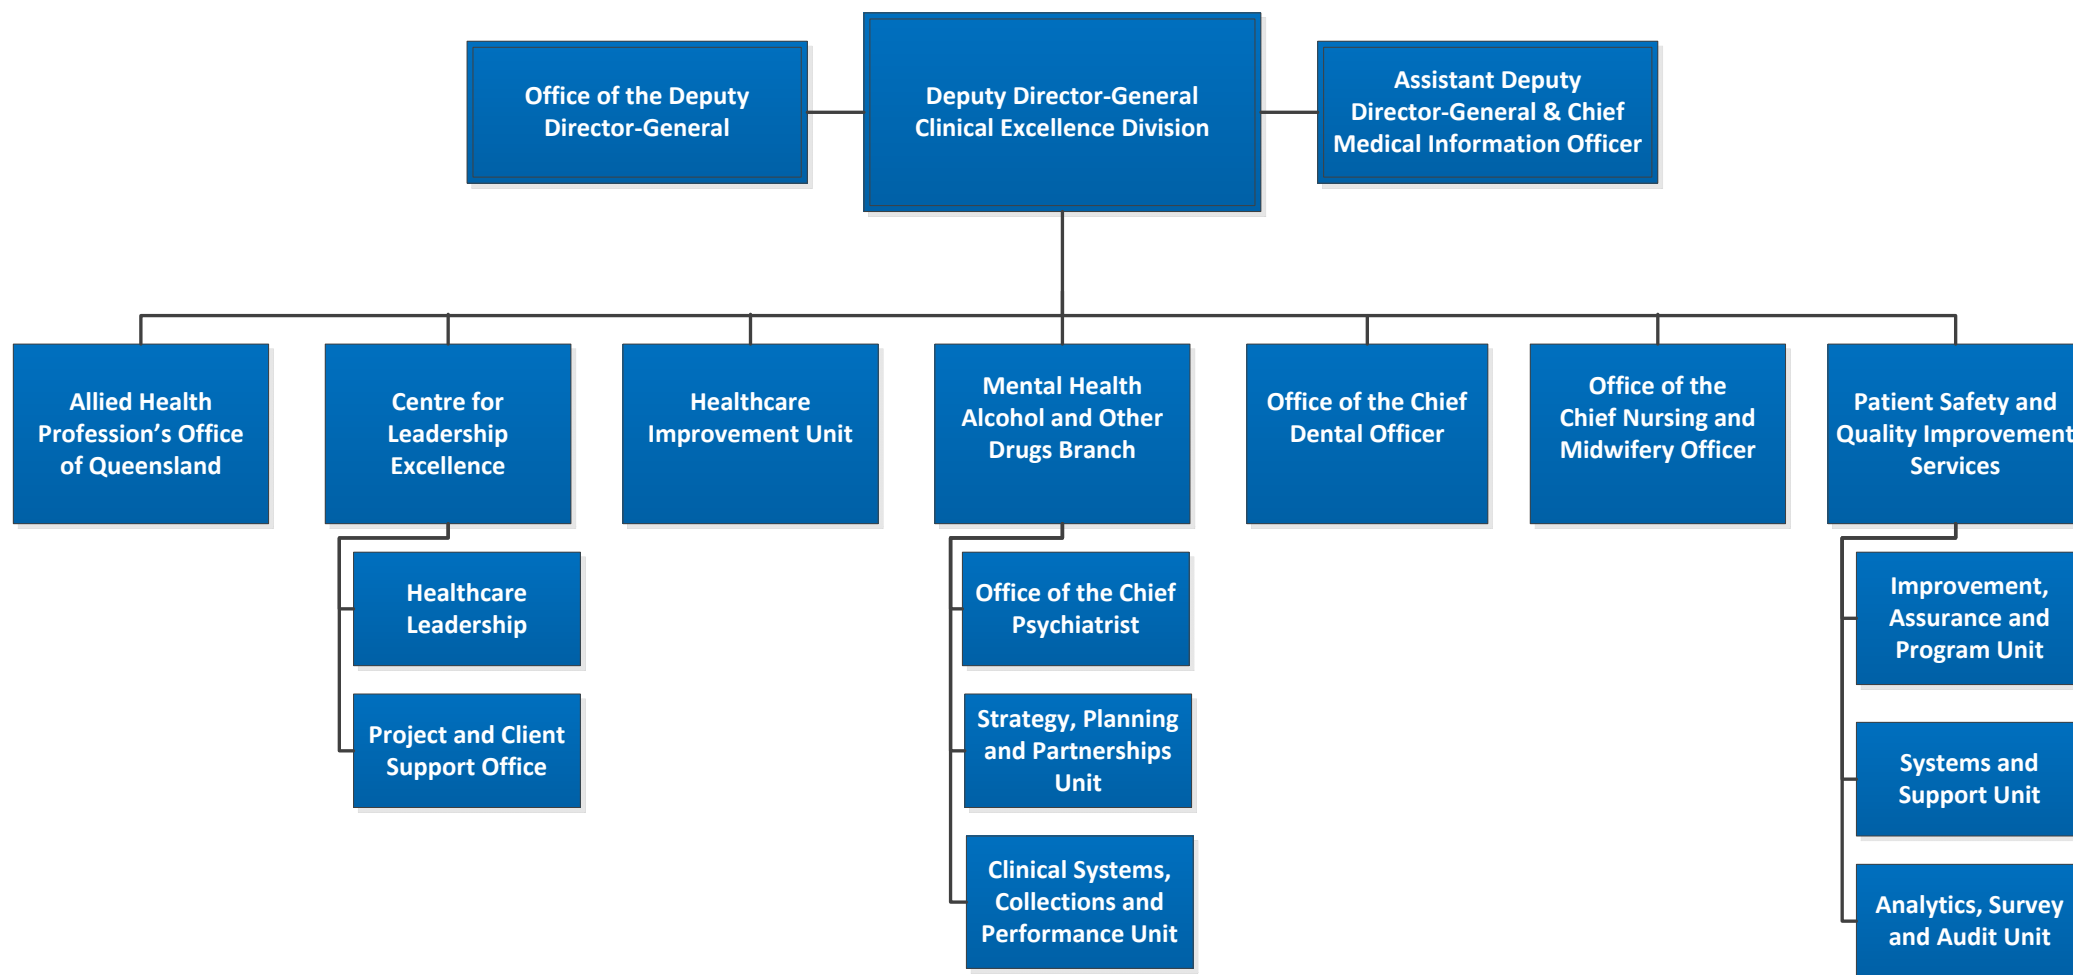 Office of the Deputy
Director-General
Deputy Director-General
Clinical Excellence Division
Assistant Deputy
Director-General & Chief
Medical Information Officer
Allied Health
Profession’s Office
of Queensland
Centre for
Leadership
Excellence
Healthcare
Improvement Unit
Mental Health
Alcohol and Other
Drugs Branch
Office of the Chief
Dental Officer
Office of the
Chief Nursing and
Midwifery Officer
Patient Safety and
Quality Improvement
Services
Healthcare
Leadership
Project and Client
Support Office
Office of the Chief
Psychiatrist
Strategy, Planning
and Partnerships
Unit
Clinical Systems,
Collections and
Performance Unit
Improvement,
Assurance and
Program Unit
Systems and
Support Unit
Analytics, Survey
and Audit Unit